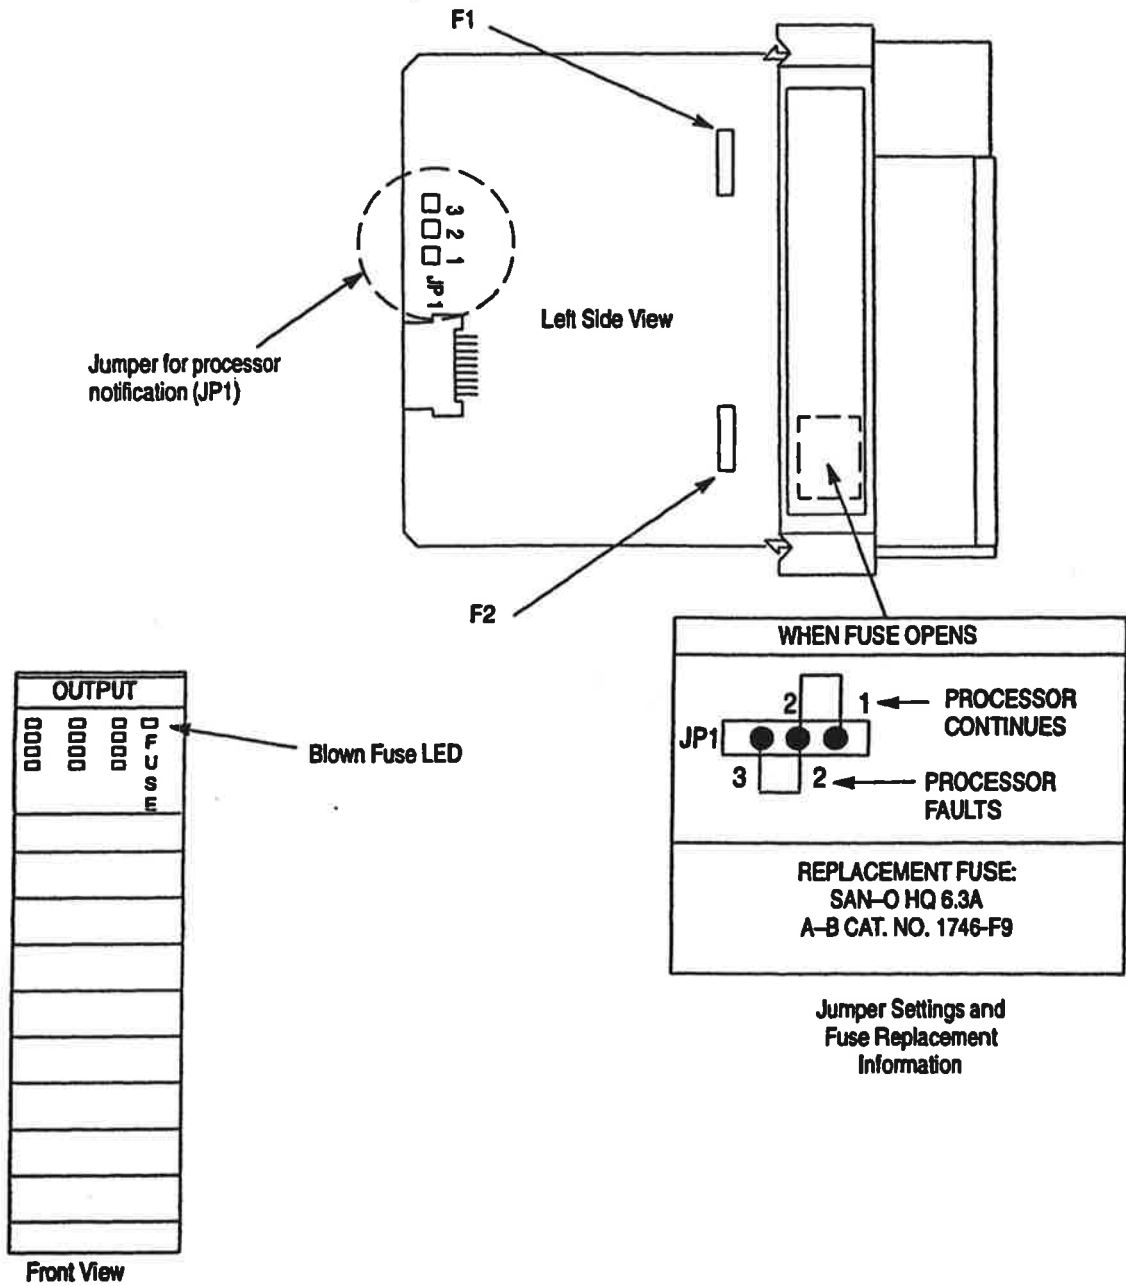 F1
3
2
1
JP1
Left Side View
Jumper for processor
notification (JP1)
F2
WHEN FUSE OPENS
2 1 PROCESSOR
CONTINUES
JP1
3 2 PROCESSOR
FAULTS
REPLACEMENT FUSE:
SAN–O HQ 6.3A
A–B CAT. NO. 1746-F9
Jumper Settings and
Fuse Replacement
Information
OUTPUT
FUSE
Blown Fuse LED
Front View